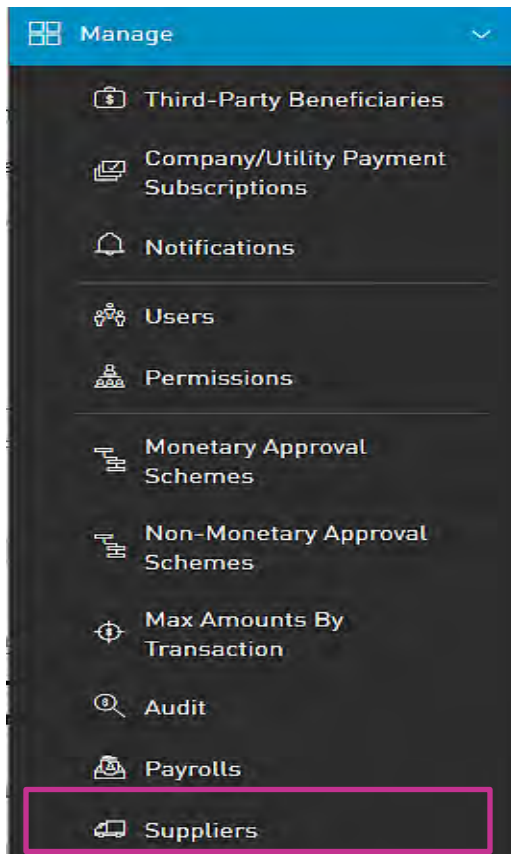 Manage
Third-Party Beneficiaries
Company/Utility Payment
Subscriptions
Notifications
Users
Permissions
Monetary Approval
Schemes
Non-Monetary Approval
Schemes
Max Amounts By
Transaction
Audit
Payrolls
Suppliers